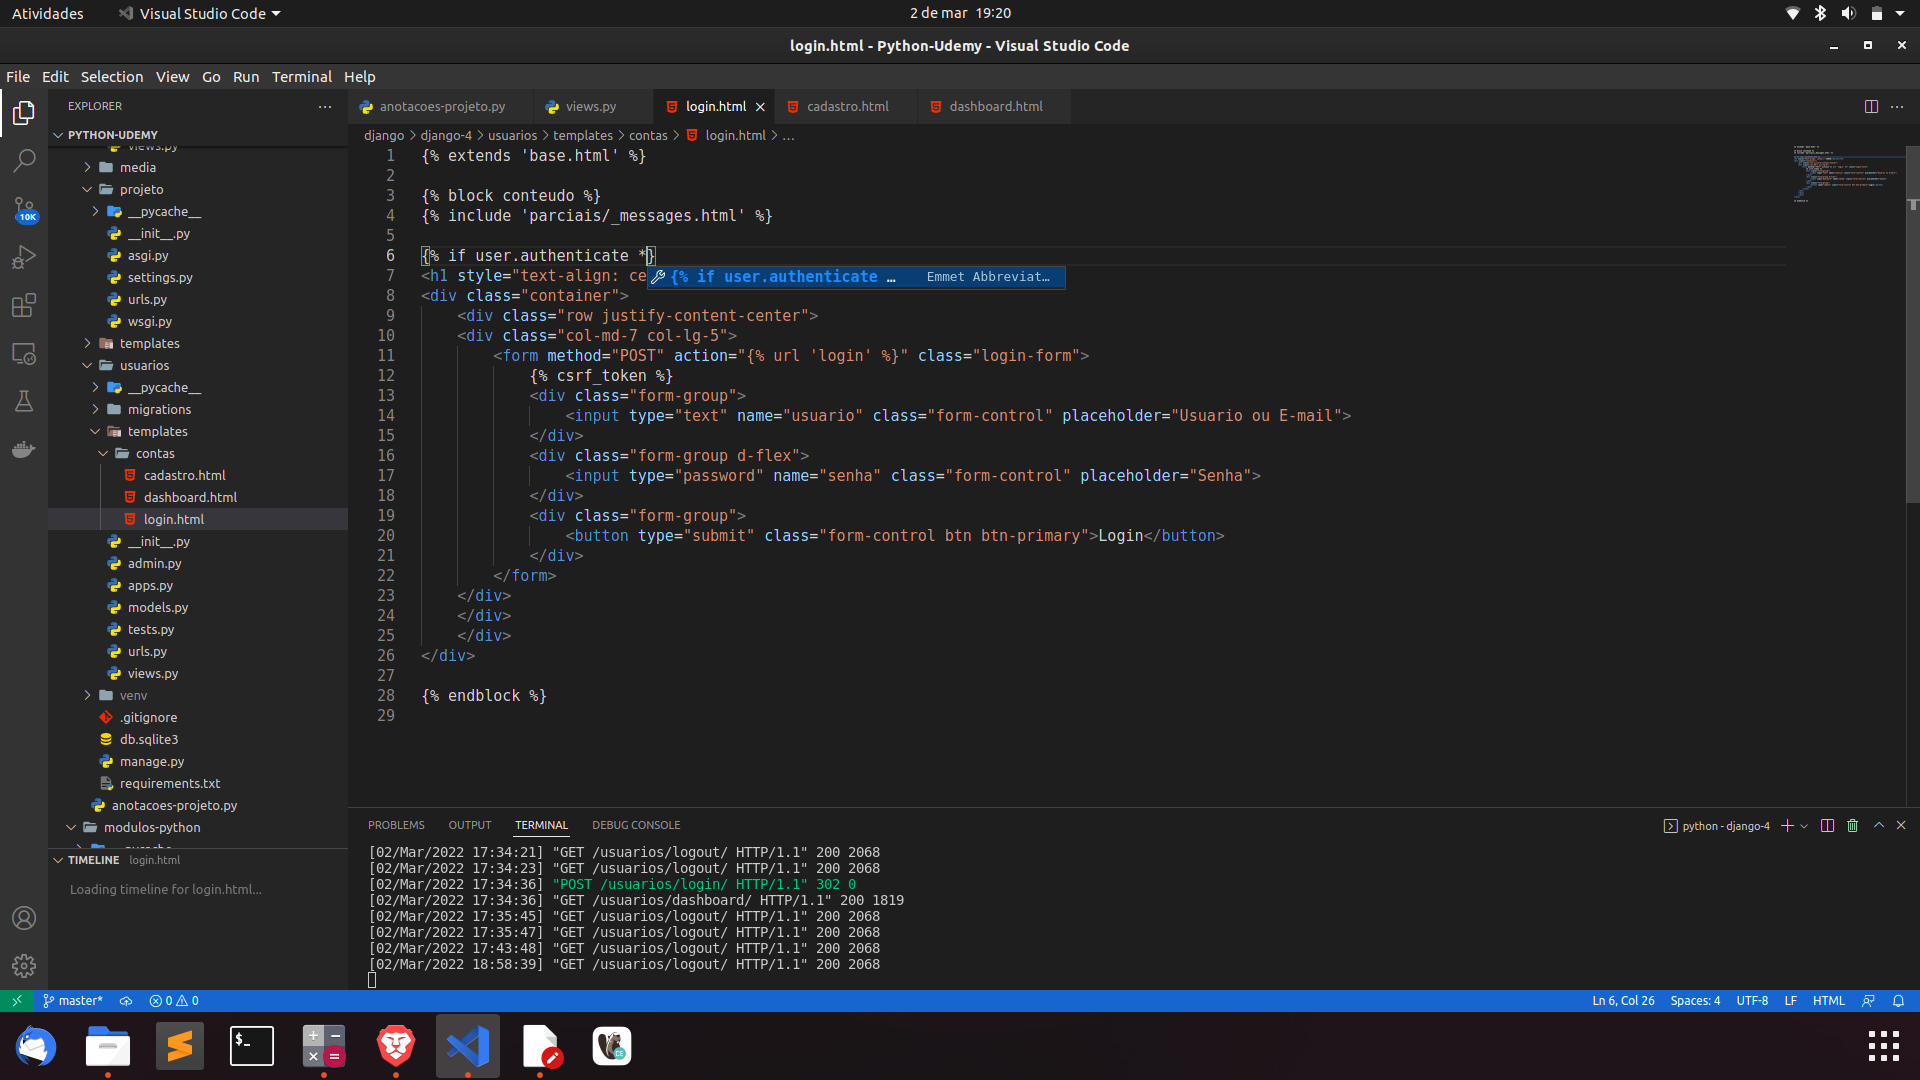 Atividades
Visual Studio Code
2 de mar 19:20
login.html - Python-Udemy - Visual Studio Code
File Edit Selection View Go Run Terminal Help
EXPLORER
PYTHON-UDEMY
views.py
media
projeto
__pycache__
__init__.py
asgi.py
settings.py
urls.py
wsgi.py
templates
usuarios
__pycache__
migrations
templates
contas
cadastro.html
dashboard.html
login.html
__init__.py
admin.py
apps.py
models.py
tests.py
urls.py
views.py
venv
.gitignore
db.sqlite3
manage.py
requirements.txt
anotacoes-projeto.py
modulos-python
TIMELINE login.html
Loading timeline for login.html...
10K
anotacoes-projeto.py views.py login.html cadastro.html dashboard.html
django > django-4 > usuarios > templates > contas > login.html > ...
1 {% extends 'base.html' %}
2
3 {% block conteudo %}
4 {% include 'parciais/_messages.html' %}
5
6 {% if user.authenticate *}
7 <h1 style="text-align: ce
{% if user.authenticate … Emmet Abbreviat…
8 <div class="container">
9 <div class="row justify-content-center">
10 <div class="col-md-7 col-lg-5">
11 <form method="POST" action="{% url 'login' %}" class="login-form">
12 {% csrf_token %}
13 <div class="form-group">
14 <input type="text" name="usuario" class="form-control" placeholder="Usuario ou E-mail">
15 </div>
16 <div class="form-group d-flex">
17 <input type="password" name="senha" class="form-control" placeholder="Senha">
18 </div>
19 <div class="form-group">
20 <button type="submit" class="form-control btn btn-primary">Login</button>
21 </div>
22 </form>
23 </div>
24 </div>
25 </div>
26 </div>
27
28 {% endblock %}
29
PROBLEMS OUTPUT TERMINAL DEBUG CONSOLE
python - django-4
[02/Mar/2022 17:34:21] "GET /usuarios/logout/ HTTP/1.1" 200 2068
[02/Mar/2022 17:34:23] "GET /usuarios/logout/ HTTP/1.1" 200 2068
[02/Mar/2022 17:34:36] "POST /usuarios/login/ HTTP/1.1" 302 0
[02/Mar/2022 17:34:36] "GET /usuarios/dashboard/ HTTP/1.1" 200 1819
[02/Mar/2022 17:35:45] "GET /usuarios/logout/ HTTP/1.1" 200 2068
[02/Mar/2022 17:35:47] "GET /usuarios/logout/ HTTP/1.1" 200 2068
[02/Mar/2022 17:43:48] "GET /usuarios/logout/ HTTP/1.1" 200 2068
[02/Mar/2022 18:58:39] "GET /usuarios/logout/ HTTP/1.1" 200 2068
master* 0 0
Ln 6, Col 26 Spaces: 4 UTF-8 LF HTML
$_
CE